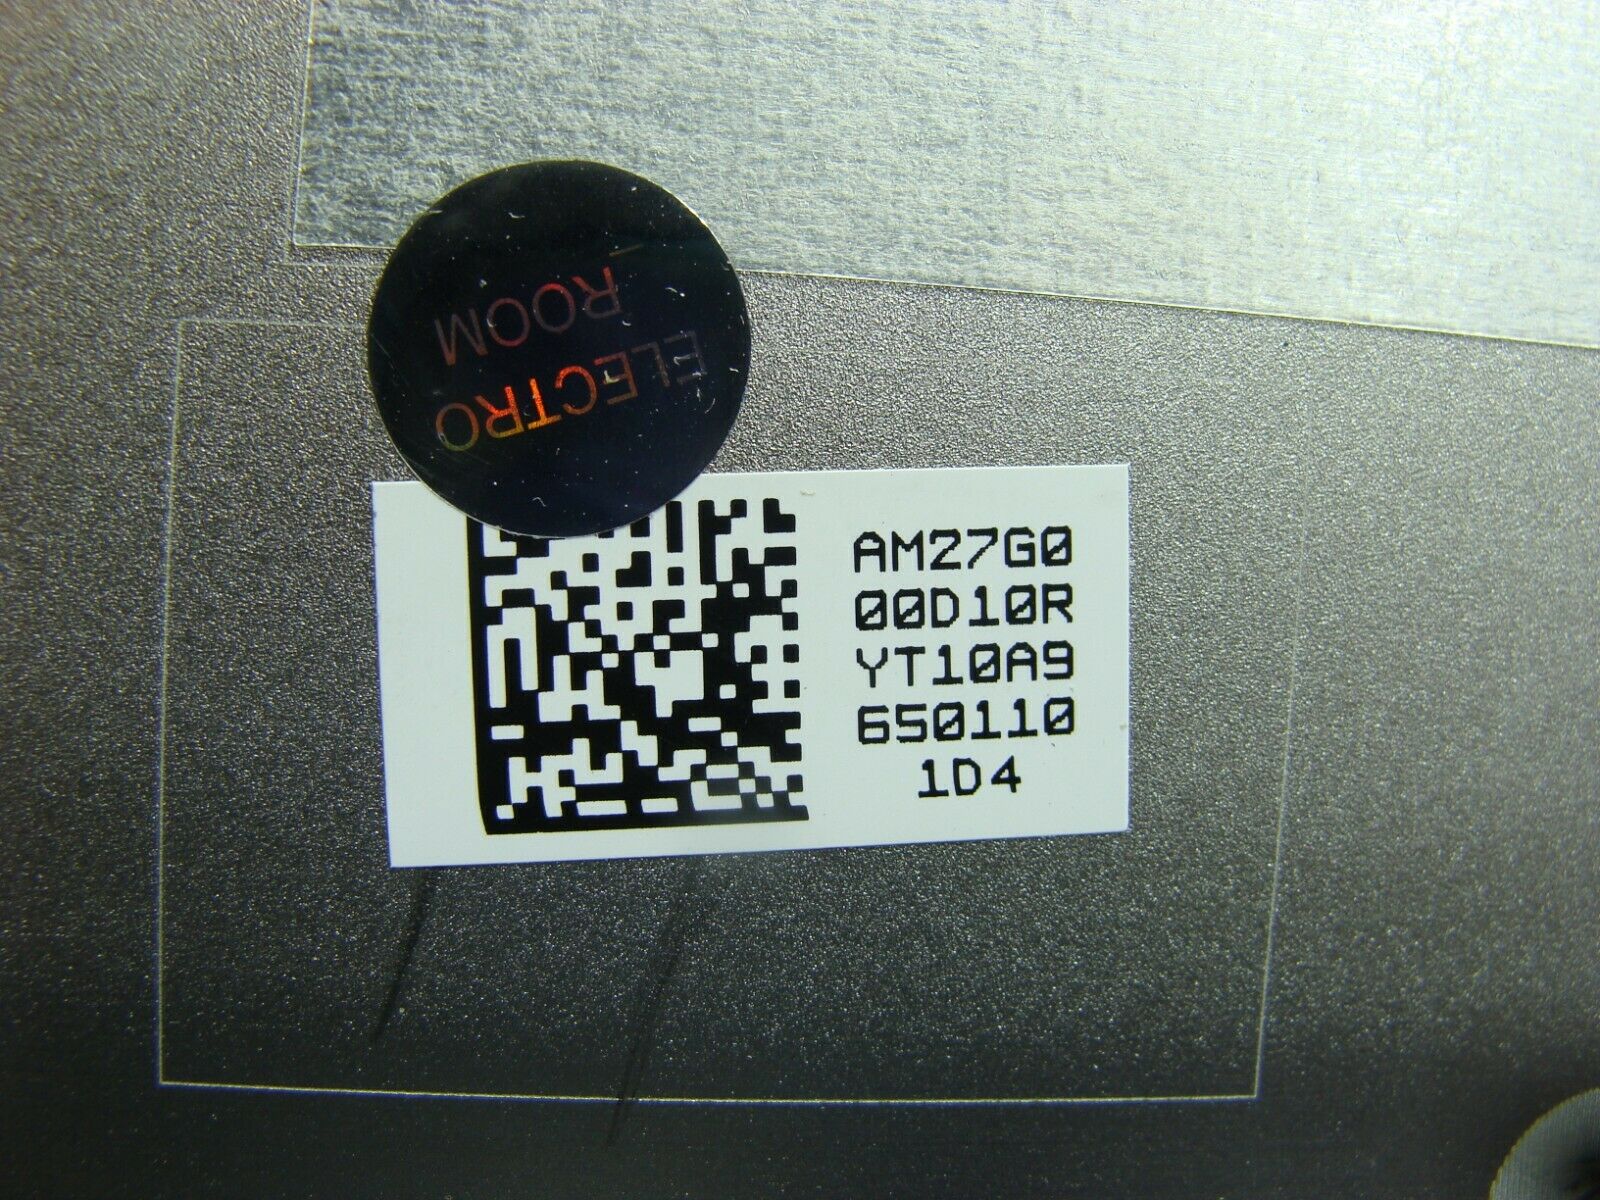 ELECTRO
ROOM
AM27G0
00D10R
YT10A9
650110
1D4